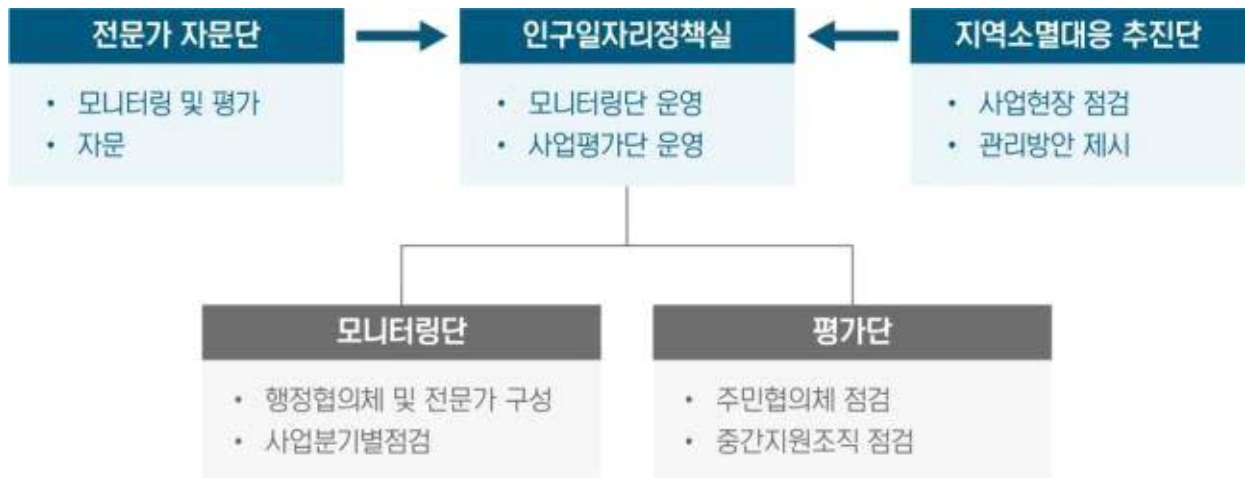 전문가 자문단
• 모니터링 및 평가
• 자문
인구일자리정책실
• 모니터링단 운영
• 사업평가단 운영
지역소멸대응 추진단
• 사업현장 점검
• 관리방안 제시
모니터링단
• 행정협의체 및 전문가 구성
• 사업분기별점검
평가단
• 주민협의체 점검
• 중간지원조직 점검